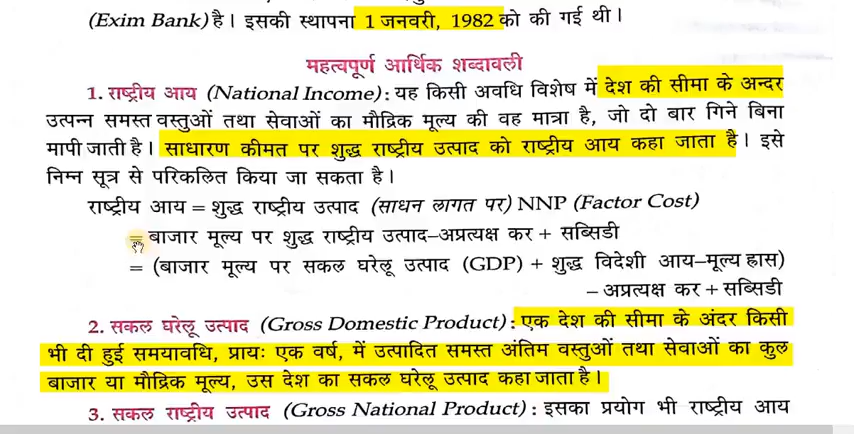 (Exim Bank) है। इसकी स्थापना 1 जनवरी, 1982 को की गई थी।
महत्वपूर्ण आर्थिक शब्दावली
1. राष्ट्रीय आय (National Income) : यह किसी अवधि विशेष में देश की सीमा के अन्दर
उत्पन्न समस्त वस्तुओं तथा सेवाओं का मौद्रिक मूल्य की वह मात्रा है, जो दो बार गिने बिना
मापी जाती है। साधारण कीमत पर शुद्ध राष्ट्रीय उत्पाद को राष्ट्रीय आय कहा जाता है। इसे
निम्न सूत्र से परिकलित किया जा सकता है।
राष्ट्रीय आय = शुद्ध राष्ट्रीय उत्पाद (साधन लागत पर) NNP (Factor Cost)
= बाजार मूल्य पर शुद्ध राष्ट्रीय उत्पाद–अप्रत्यक्ष कर + सब्सिडी
= (बाजार मूल्य पर सकल घरेलू उत्पाद (GDP) + शुद्ध विदेशी आय–मूल्य ह्रास)
– अप्रत्यक्ष कर + सब्सिडी
2. सकल घरेलू उत्पाद (Gross Domestic Product) : एक देश की सीमा के अंदर किसी
भी दी हुई समयावधि, प्रायः एक वर्ष, में उत्पादित समस्त अंतिम वस्तुओं तथा सेवाओं का कुल
बाजार या मौद्रिक मूल्य, उस देश का सकल घरेलू उत्पाद कहा जाता है।
3. सकल राष्ट्रीय उत्पाद (Gross National Product) : इसका प्रयोग भी राष्ट्रीय आय